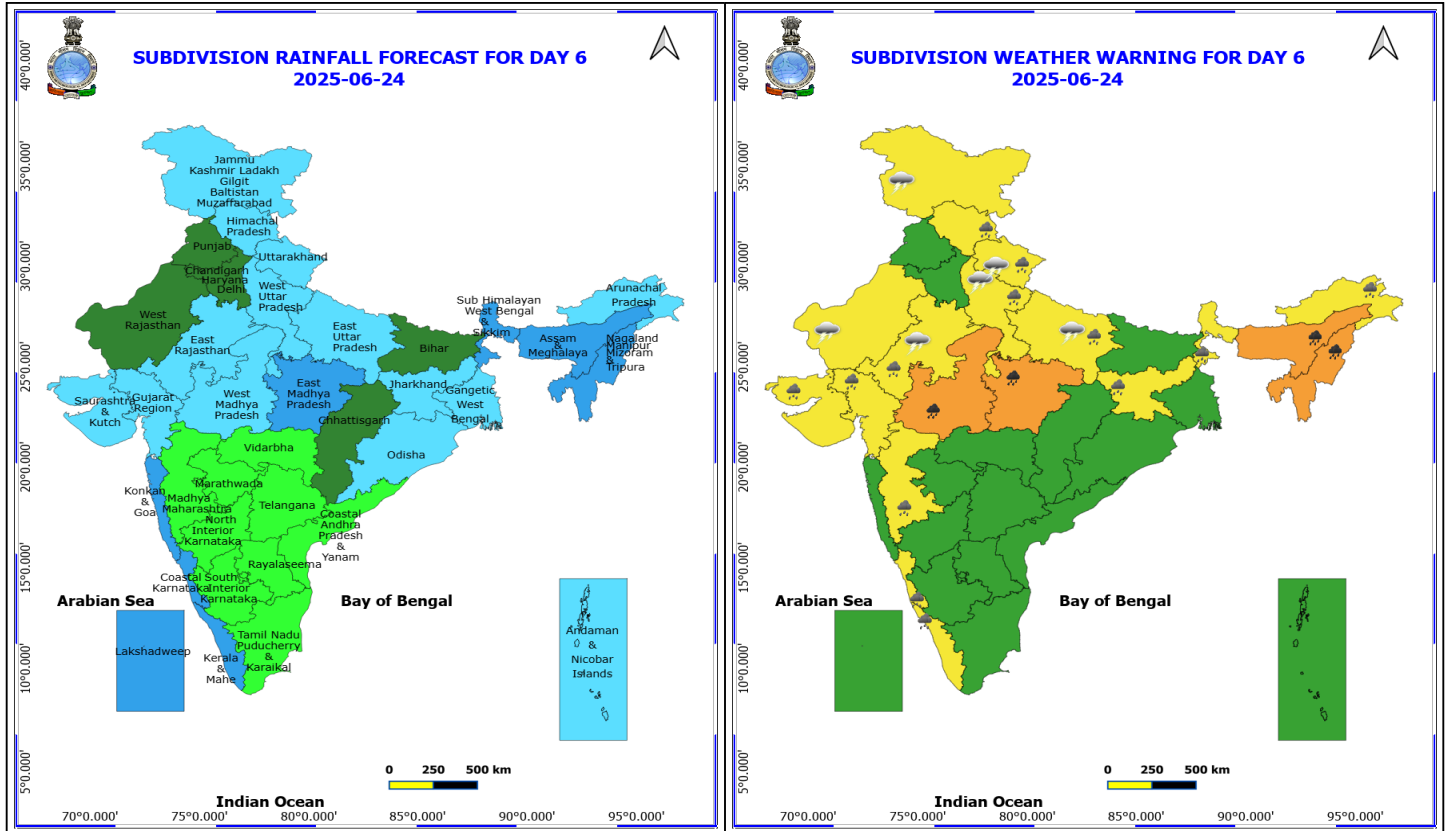 SUBDIVISION RAINFALL FORECAST FOR DAY 6
2025-06-24
40°0.000'
35°0.000'
30°0.000'
25°0.000'
20°0.000'
15°0.000'
10°0.000'
5°0.000'
Jammu
Kashmir Ladakh
Gilgit
Baltistan
Muzaffarabad
Himachal
Pradesh
Punjab
Uttarakhand
Chandigarh
Haryana
Delhi
West
Uttar
Pradesh
West
Rajasthan
East
Rajasthan
East
Uttar
Pradesh
Bihar
Sub Himalayan
West Bengal
&
Sikkim
Arunachal
Pradesh
Assam
&
Meghalaya
Nagaland
Manipur
Mizoram
&
Tripura
Saurashtra
&
Kutch
Gujarat
Region
West
Madhya
Pradesh
East
Madhya
Pradesh
Jharkhand
Gangetic
West
Bengal
Chhattisgarh
Odisha
Vidarbha
Konkan
&
Goa
Madhya
Maharashtra
Marathwada
Telangana
North
Interior
Karnataka
Coastal
Andhra
Pradesh
&
Yanam
Rayalaseema
Coastal
Karnataka
South
Interior
Karnataka
Arabian Sea
Bay of Bengal
Lakshadweep
Kerala
&
Mahe
Tamil Nadu
Puducherry
&
Karaikal
Andaman
&
Nicobar
Islands
0 250 500 km
Indian Ocean
70°0.000' 75°0.000' 80°0.000' 85°0.000' 90°0.000' 95°0.000'
SUBDIVISION WEATHER WARNING FOR DAY 6
2025-06-24
40°0.000'
35°0.000'
30°0.000'
25°0.000'
20°0.000'
15°0.000'
10°0.000'
5°0.000'
Arabian Sea
Bay of Bengal
0 250 500 km
Indian Ocean
70°0.000' 75°0.000' 80°0.000' 85°0.000' 90°0.000' 95°0.000'